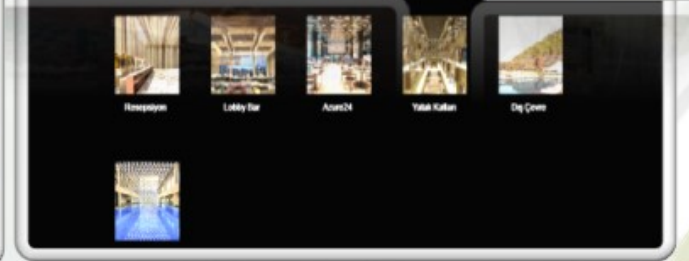 Resepsiyon
Lobby Bar
Azure24
Yatak Katları
Dış Çevre